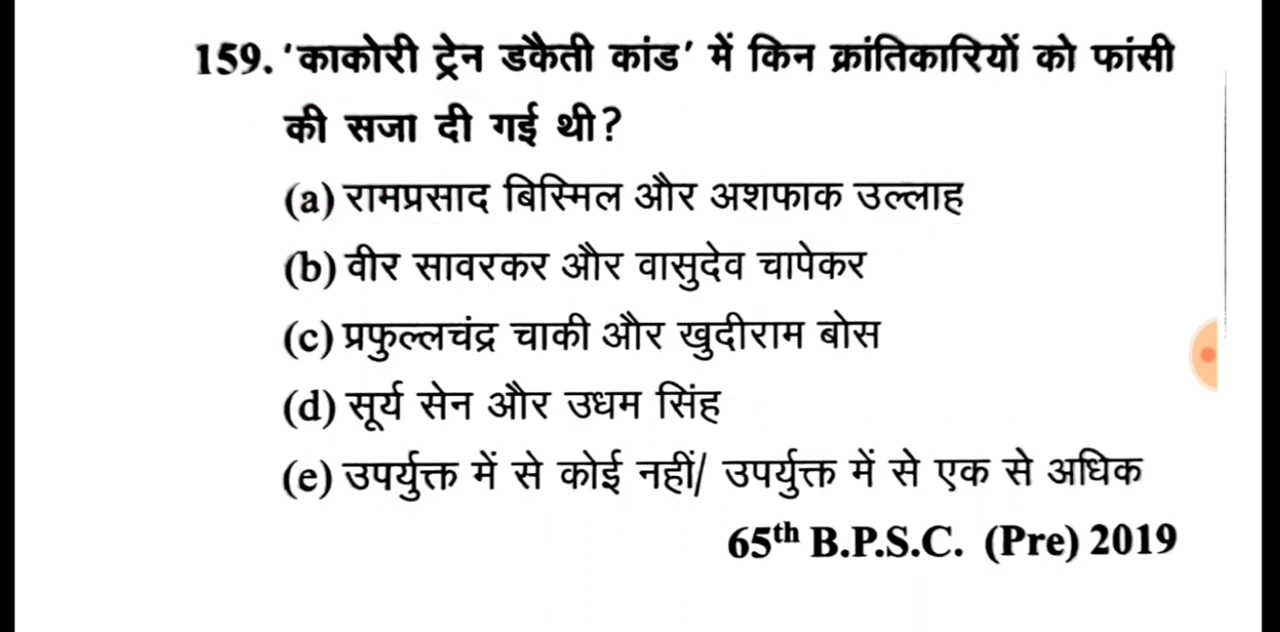 159. 'काकोरी ट्रेन डकैती कांड' में किन क्रांतिकारियों को फांसी
की सजा दी गई थी?
(a) रामप्रसाद बिस्मिल और अशफाक उल्लाह
(b) वीर सावरकर और वासुदेव चापेकर
(c) प्रफुल्लचंद्र चाकी और खुदीराम बोस
(d) सूर्य सेन और उधम सिंह
(e) उपर्युक्त में से कोई नहीं/ उपर्युक्त में से एक से अधिक
65th B.P.S.C. (Pre) 2019